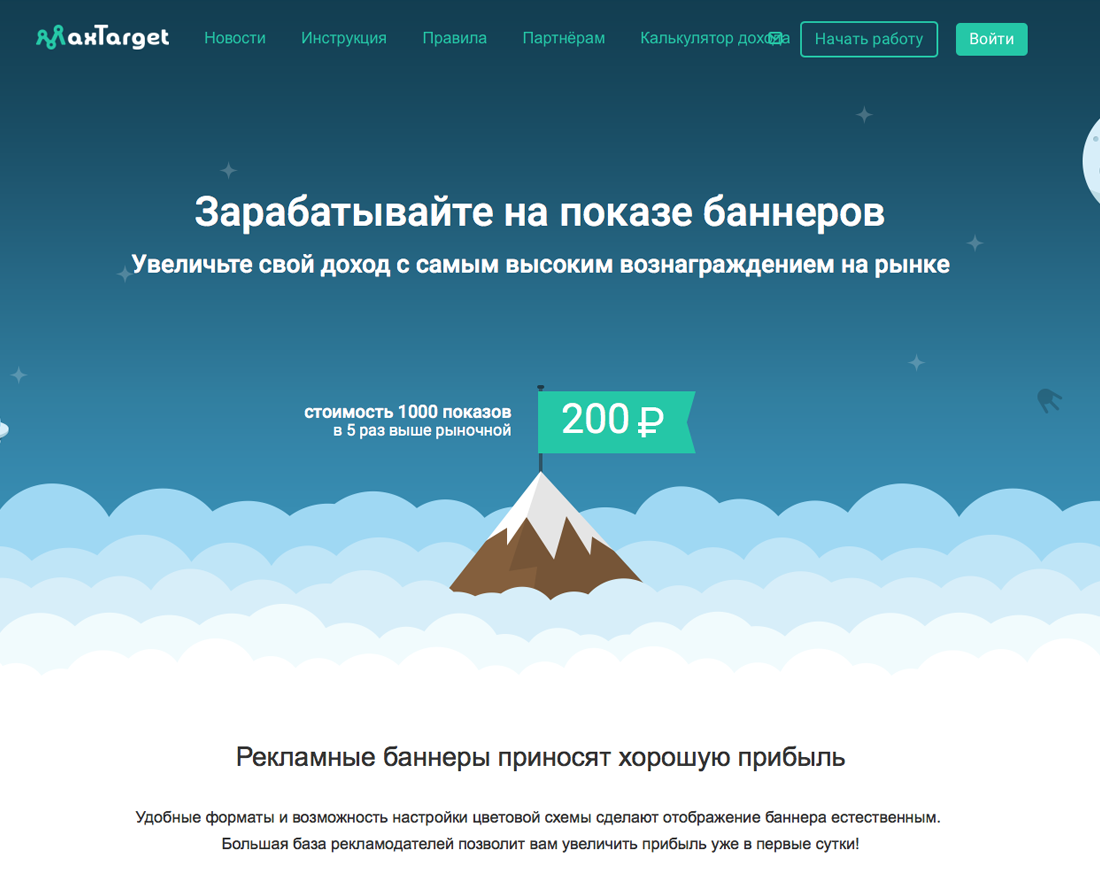 MaxTarget
Новости
Инструкция
Правила
Партнёрам
Калькулятор дохода
Начать работу
Войти
Зарабатывайте на показе баннеров
Увеличьте свой доход с самым высоким вознаграждением на рынке
стоимость 1000 показов
в 5 раз выше рыночной
200 ₽
Рекламные баннеры приносят хорошую прибыль
Удобные форматы и возможность настройки цветовой схемы сделают отображение баннера естественным.
Большая база рекламодателей позволит вам увеличить прибыль уже в первые сутки!